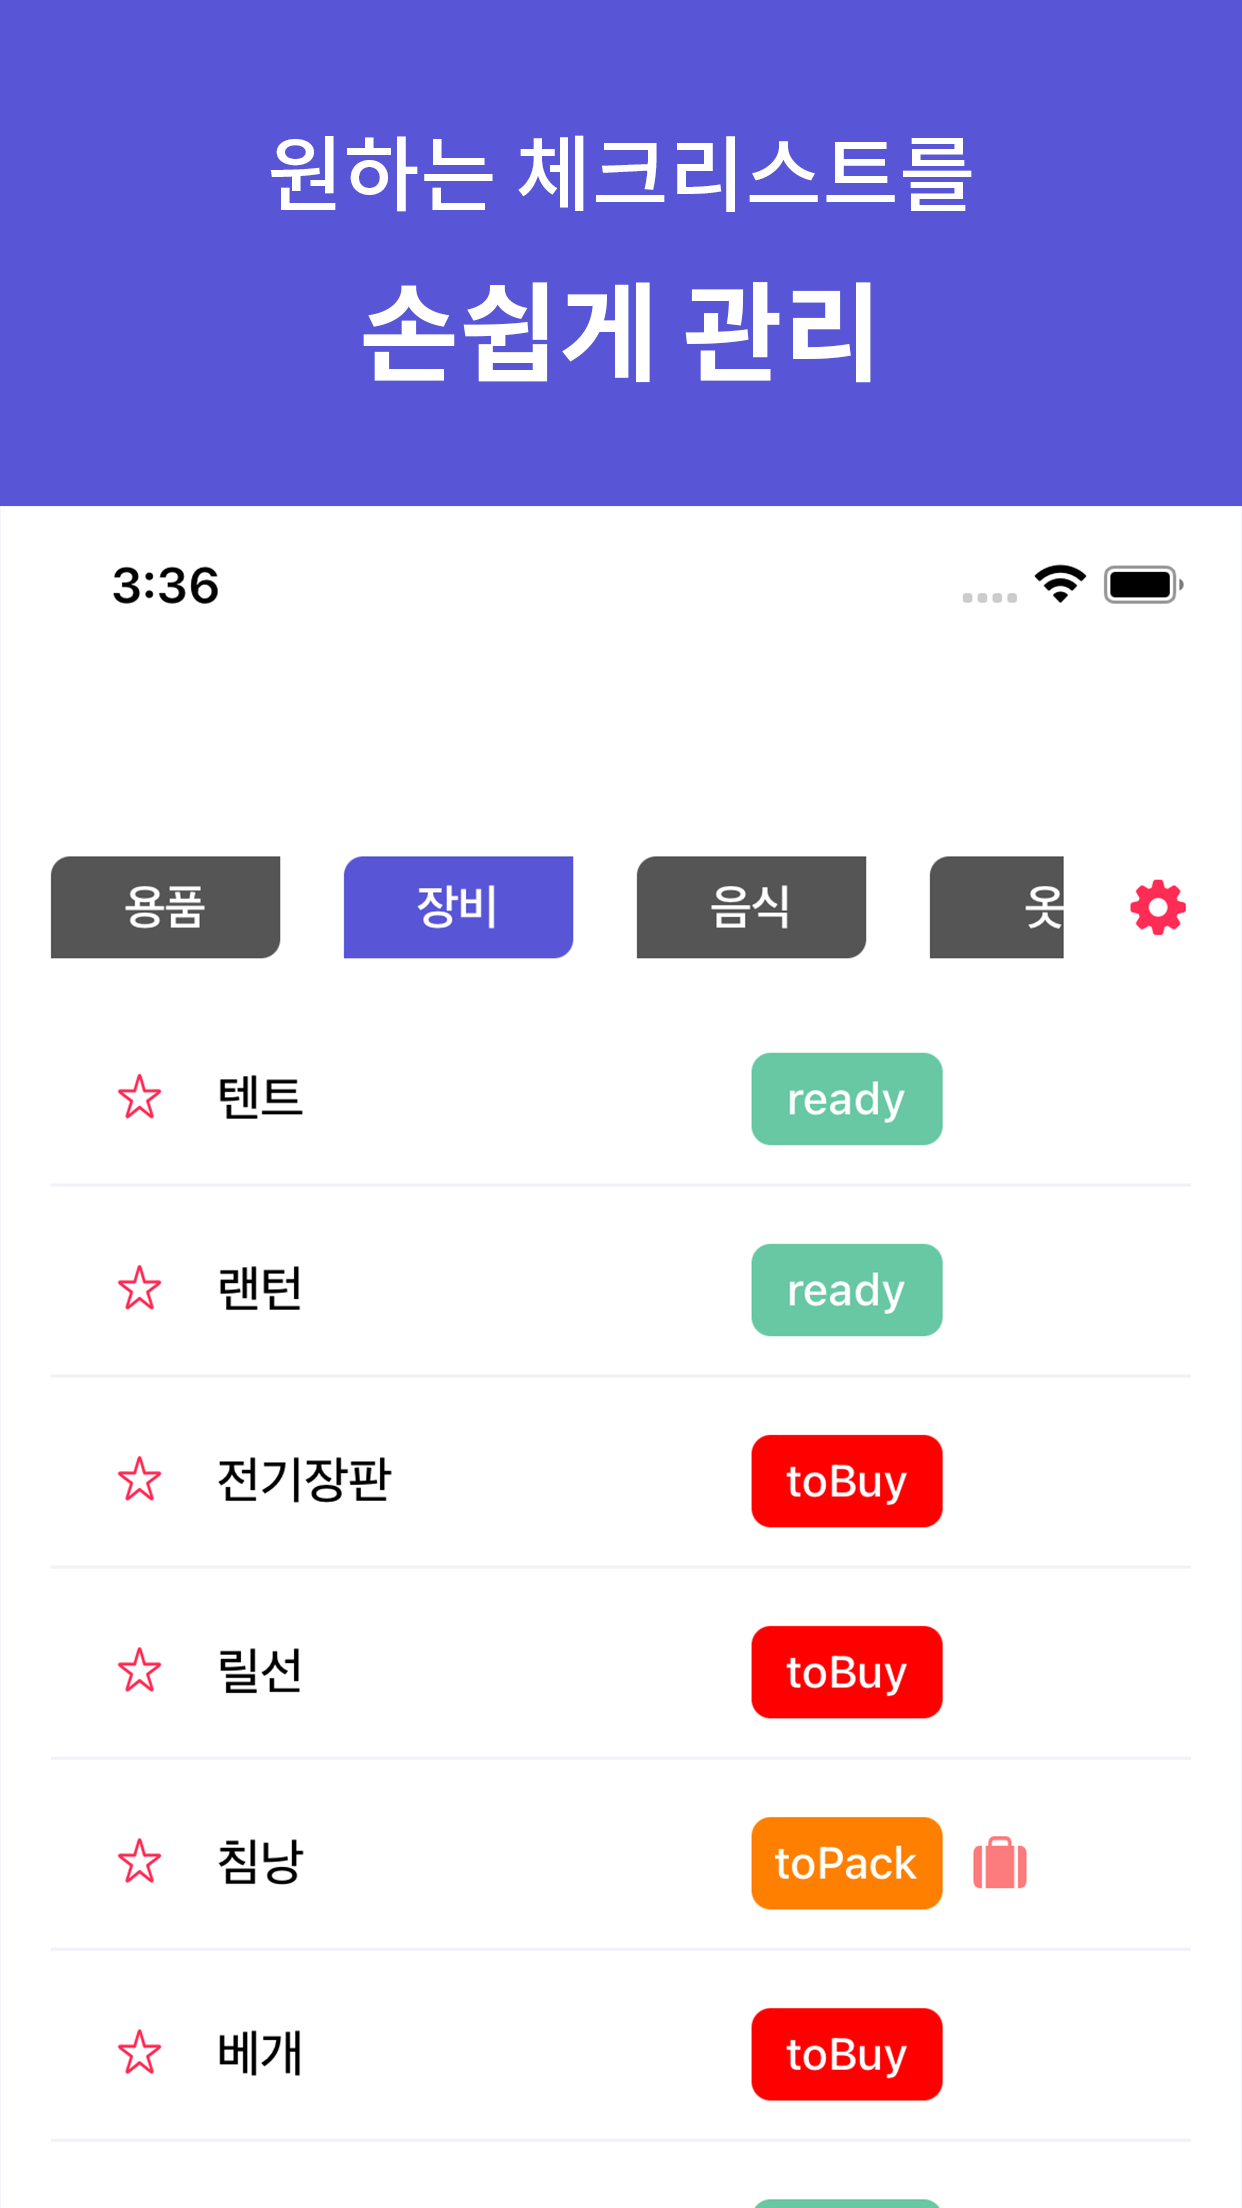 원하는 체크리스트를
손쉽게 관리
3:36
용품 장비 음식 옷
텐트 ready
랜턴 ready
전기장판 toBuy
릴선 toBuy
침낭 toPack
베개 toBuy